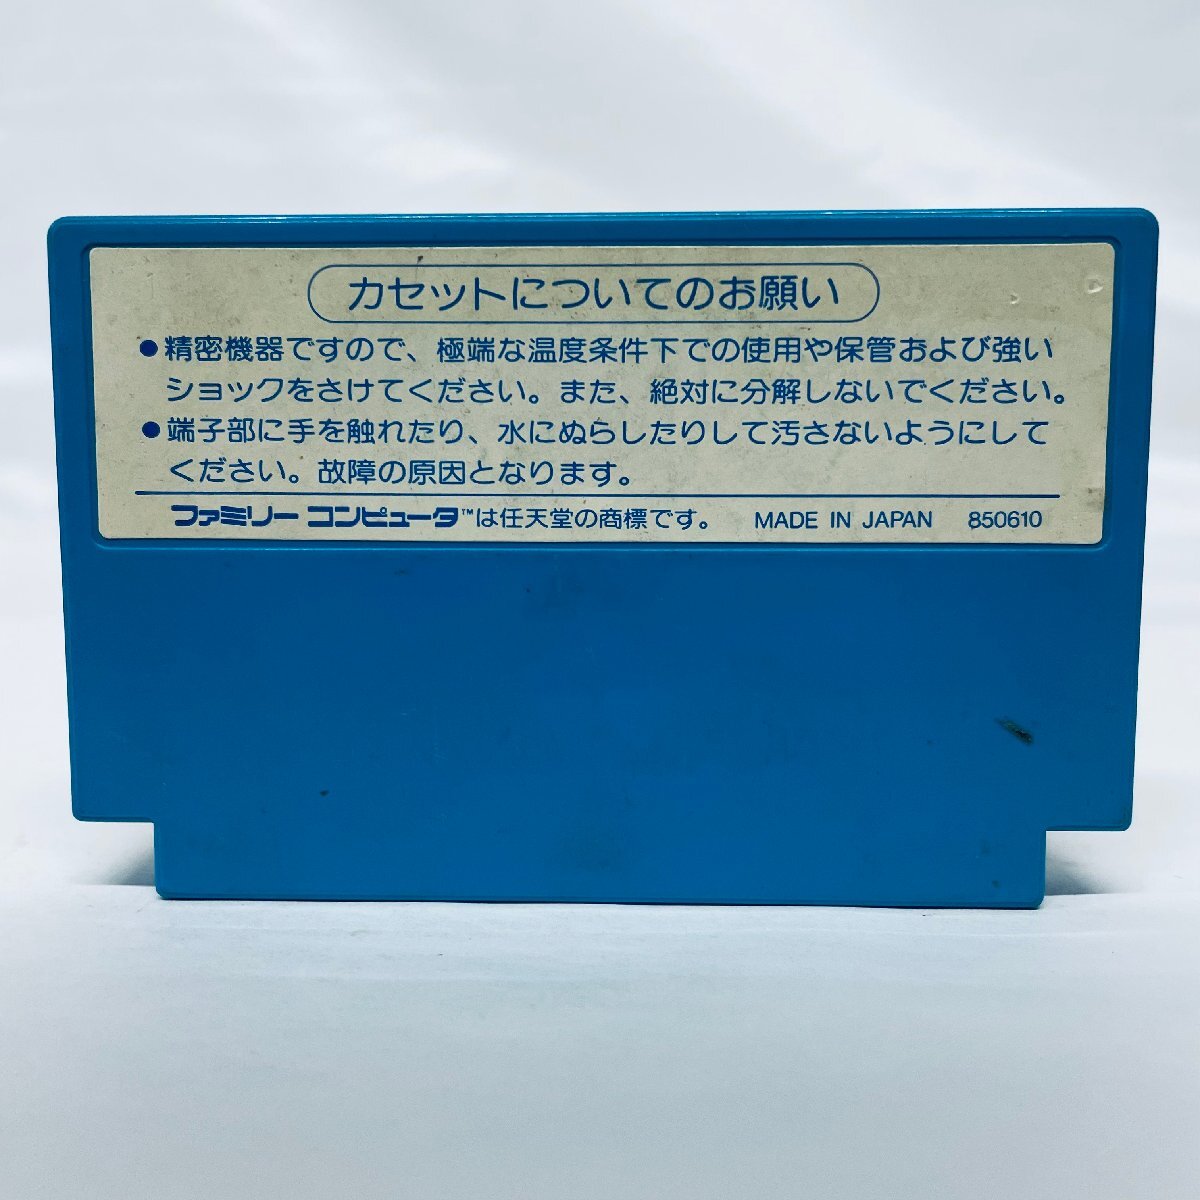 カセットについてのお願い
●精密機器ですので、極端な温度条件下での使用や保管および強い
ショックをさけてください。また、絶対に分解しないでください。
●端子部に手を触れたり、水にぬらしたりして汚さないようにして
ください。故障の原因となります。
ファミリーコンピュータ™は任天堂の商標です。 MADE IN JAPAN 850610